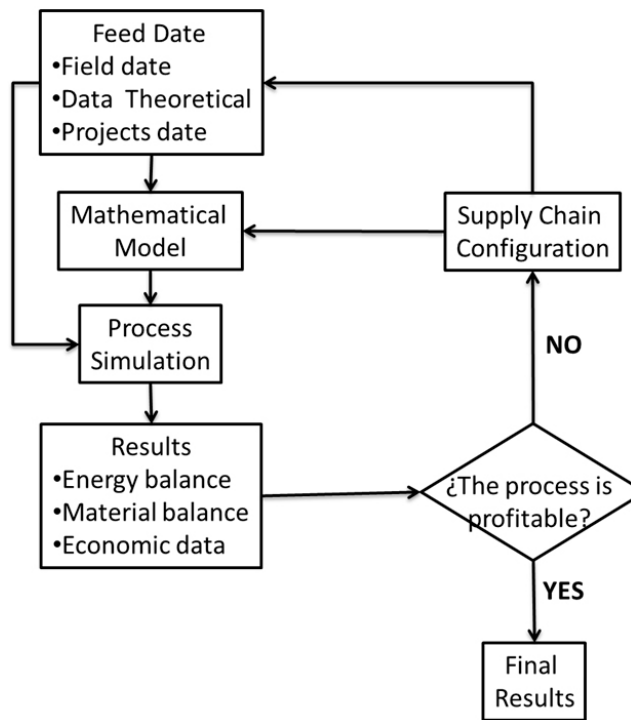 Feed Date
•Field date
•Data Theoretical
•Projects date
Mathematical
Model
Supply Chain
Configuration
Process
Simulation
NO
Results
•Energy balance
•Material balance
•Economic data
¿The process is
profitable?
YES
Final
Results